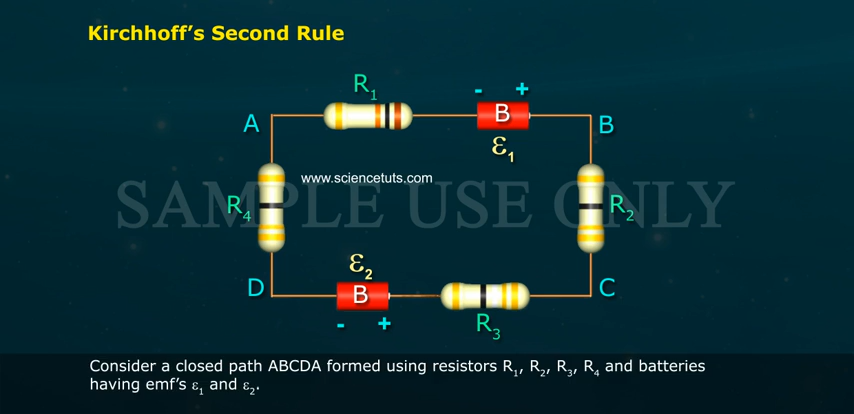 Kirchhoff's Second Rule
R1
- +
A
B
B
ε1
www.sciencetuts.com
SAMPLE USE ONLY
R4
R2
ε2
D
B
C
- +
R3
Consider a closed path ABCDA formed using resistors R1, R2, R3, R4 and batteries
having emf's ε1 and ε2.